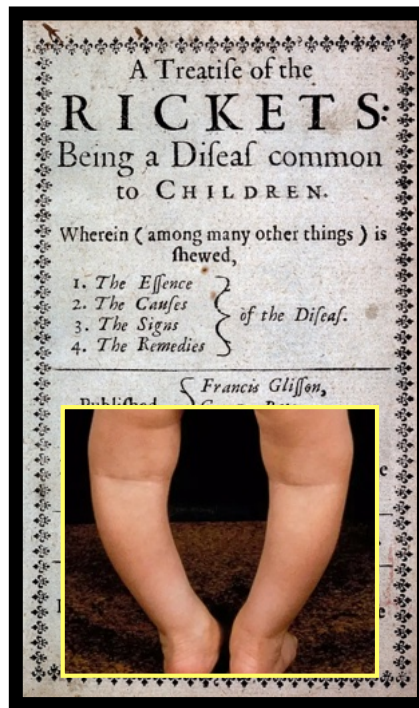 A Treatiſe of the
RICKETS:
Being a Diſeaſ common
to CHILDREN.
Wherein ( among many other things ) is
ſhewed,
1. The Eſſence
2. The Cauſes
3. The Signs
4. The Remedies
of the Diſeaſ.
Francis Gliſſon,
Publiſhed